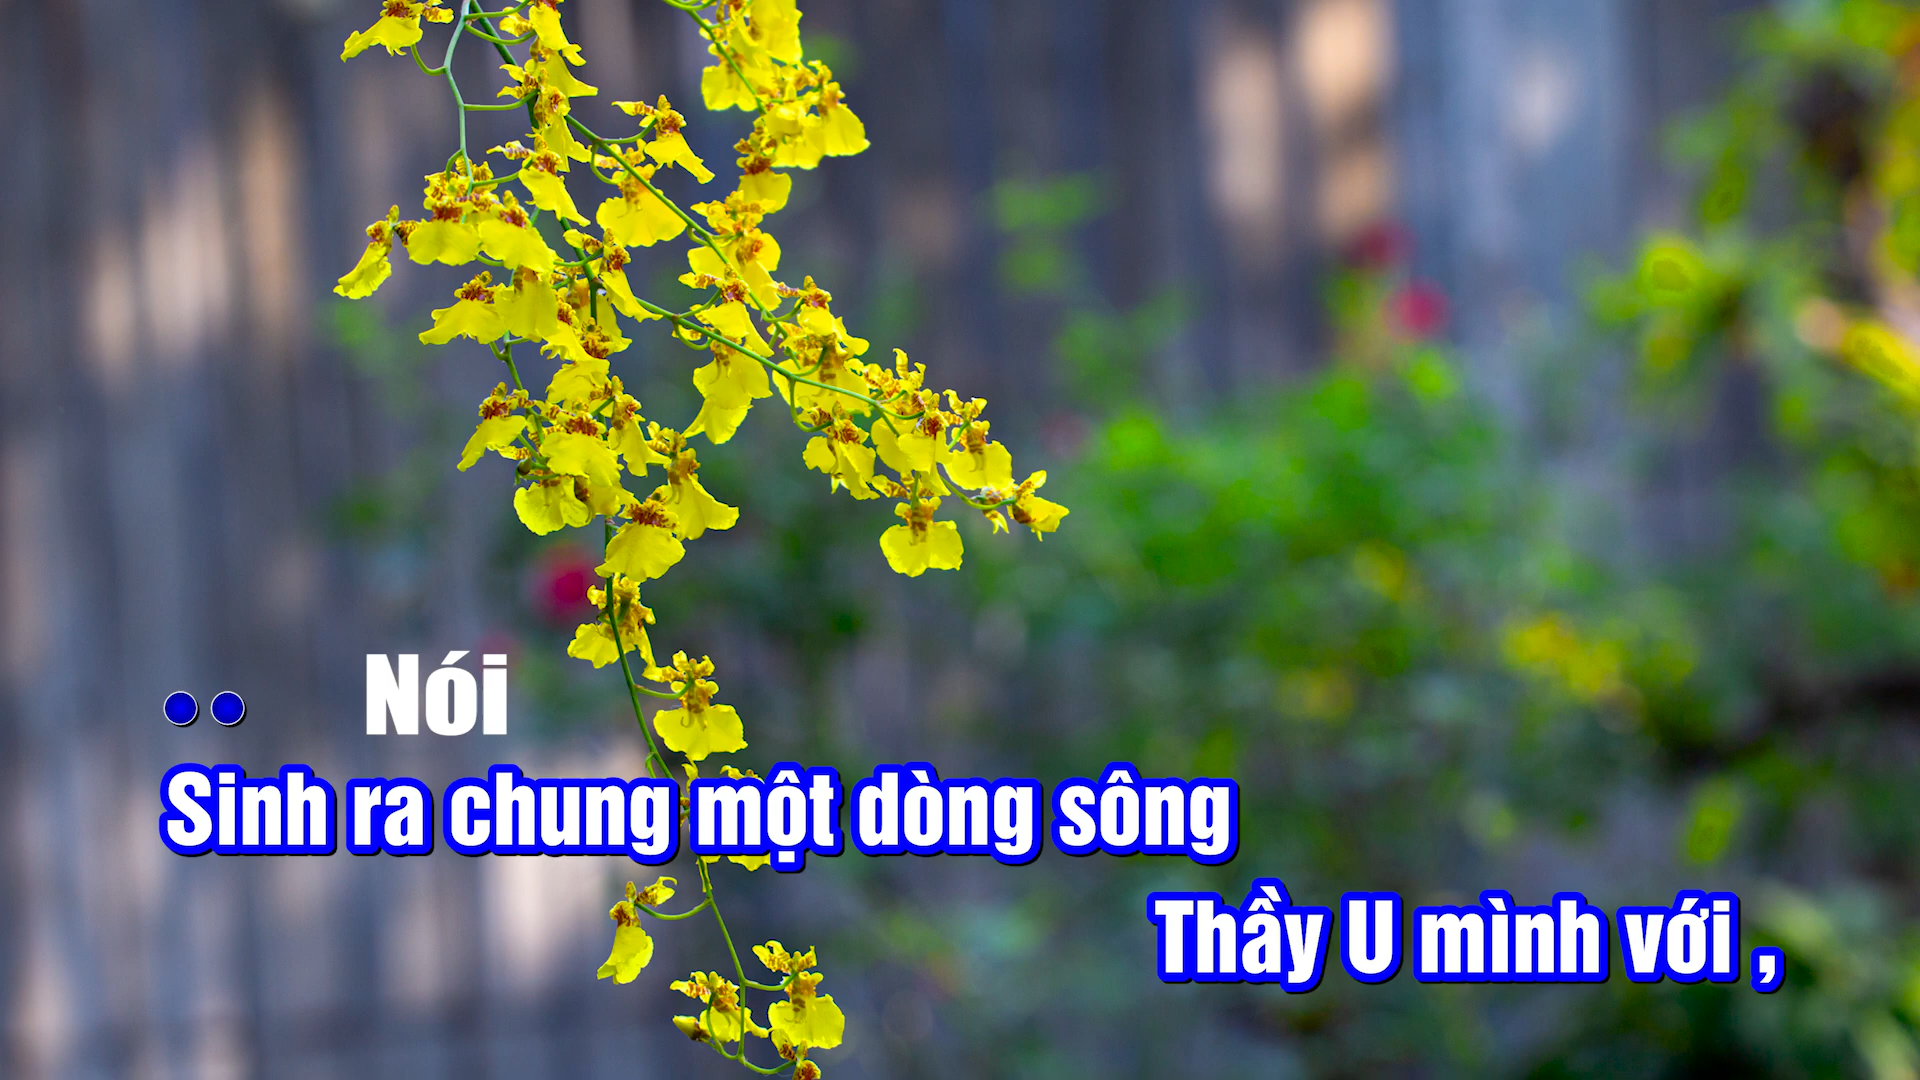 Nói
Sinh ra chung một dòng sông
Thầy U mình với ,